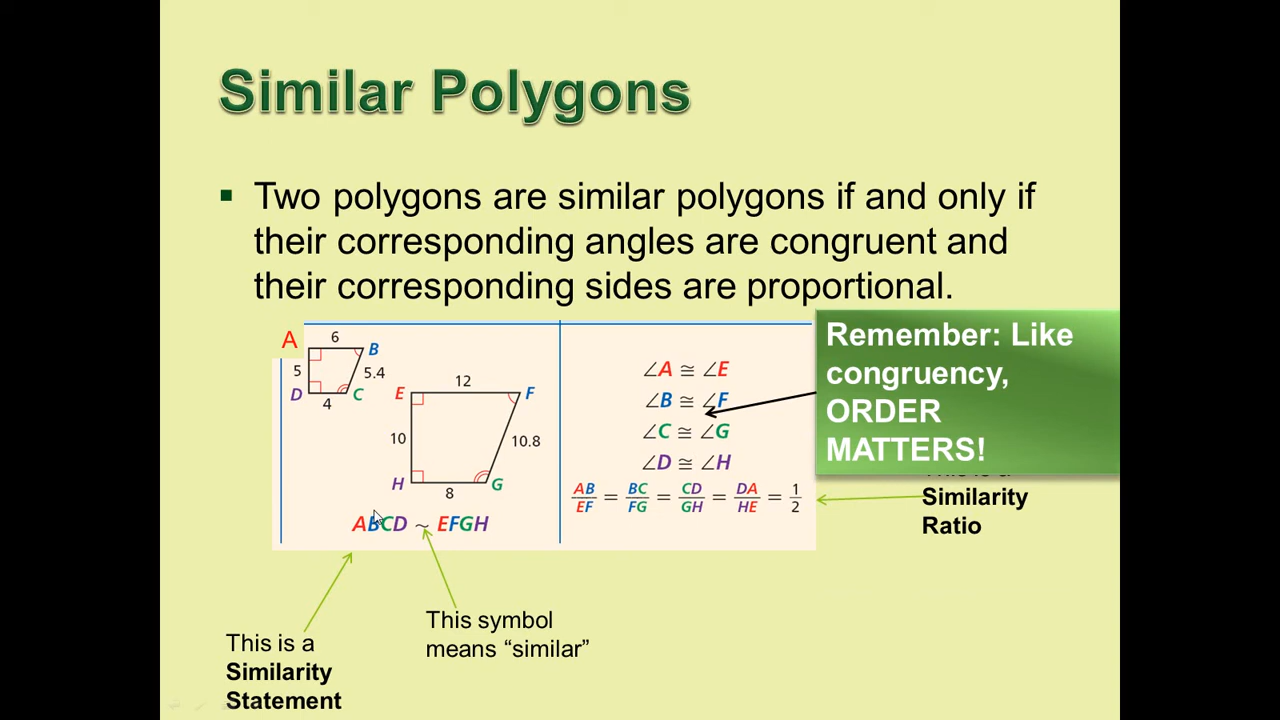 Similar Polygons
▪ Two polygons are similar polygons if and only if
their corresponding angles are congruent and
their corresponding sides are proportional.
A
6
B
5
5.4
D
4
C
E
12
F
10
10.8
H
8
G
ABCD ~ EFGH
∠A ≅ ∠E
∠B ≅ ∠F
∠C ≅ ∠G
∠D ≅ ∠H
AB/EF = BC/FG = CD/GH = DA/HE = 1/2
Remember: Like
congruency,
ORDER
MATTERS!
This is a
Similarity
Ratio
This symbol
means “similar”
This is a
Similarity
Statement